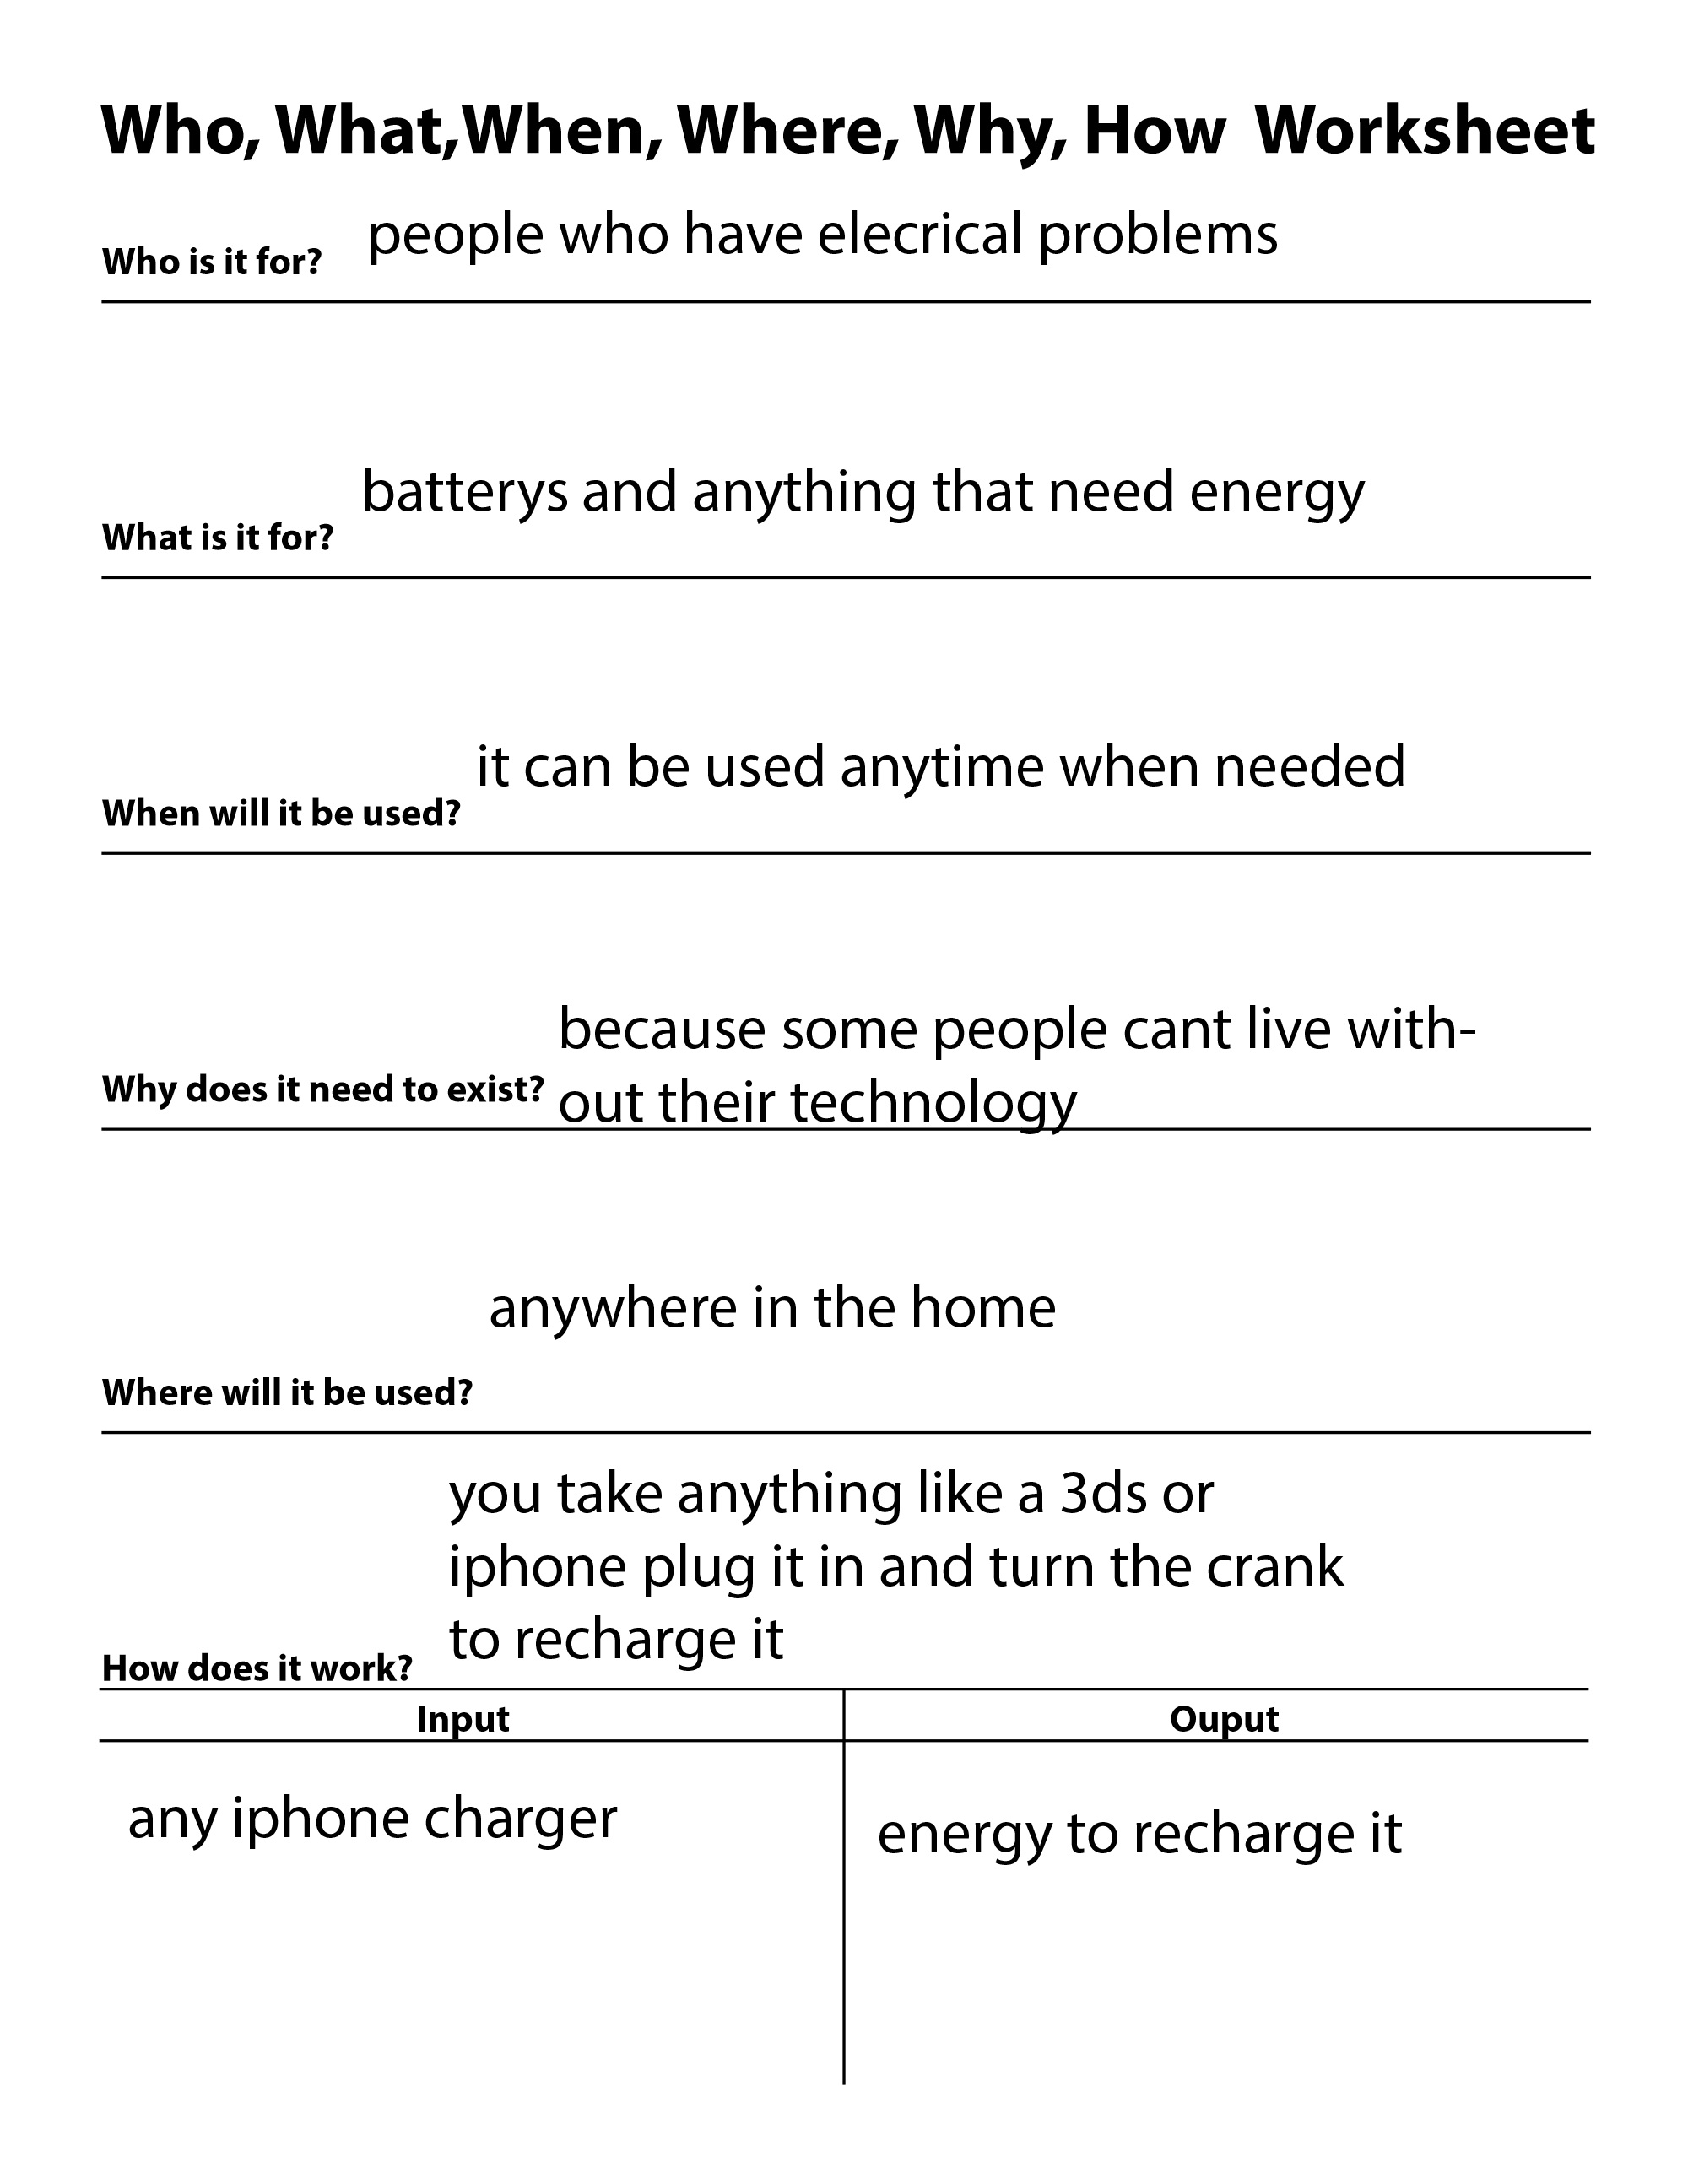 Who, What,When, Where, Why, How  Worksheet
people who have elecrical problems
Who is it for?
batterys and anything that need energy
What is it for?
it can be used anytime when needed
When will it be used?
because some people cant live with-
Why does it need to exist?
out their technology
anywhere in the home
Where will it be used?
you take anything like a 3ds or
iphone plug it in and turn the crank
to recharge it
How does it work?
Input
Ouput
any iphone charger
energy to recharge it